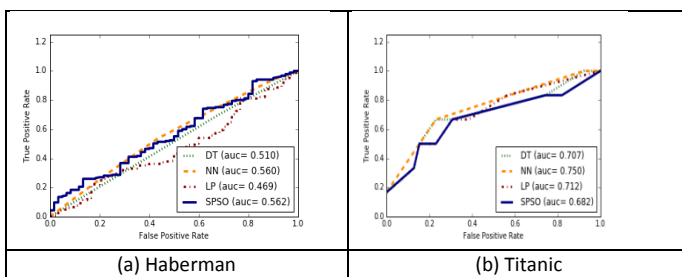 1.2
1.0
0.8
0.6
0.4
0.2
0.0
True Positive Rate
DT (auc= 0.510)
NN (auc= 0.560)
LP (auc= 0.469)
SPSO (auc= 0.562)
0.0 0.2 0.4 0.6 0.8 1.0
False Positive Rate
(a) Haberman
1.2
1.0
0.8
0.6
0.4
0.2
0.0
True Positive Rate
DT (auc= 0.707)
NN (auc= 0.750)
LP (auc= 0.712)
SPSO (auc= 0.682)
0.0 0.2 0.4 0.6 0.8 1.0
False Positive Rate
(b) Titanic